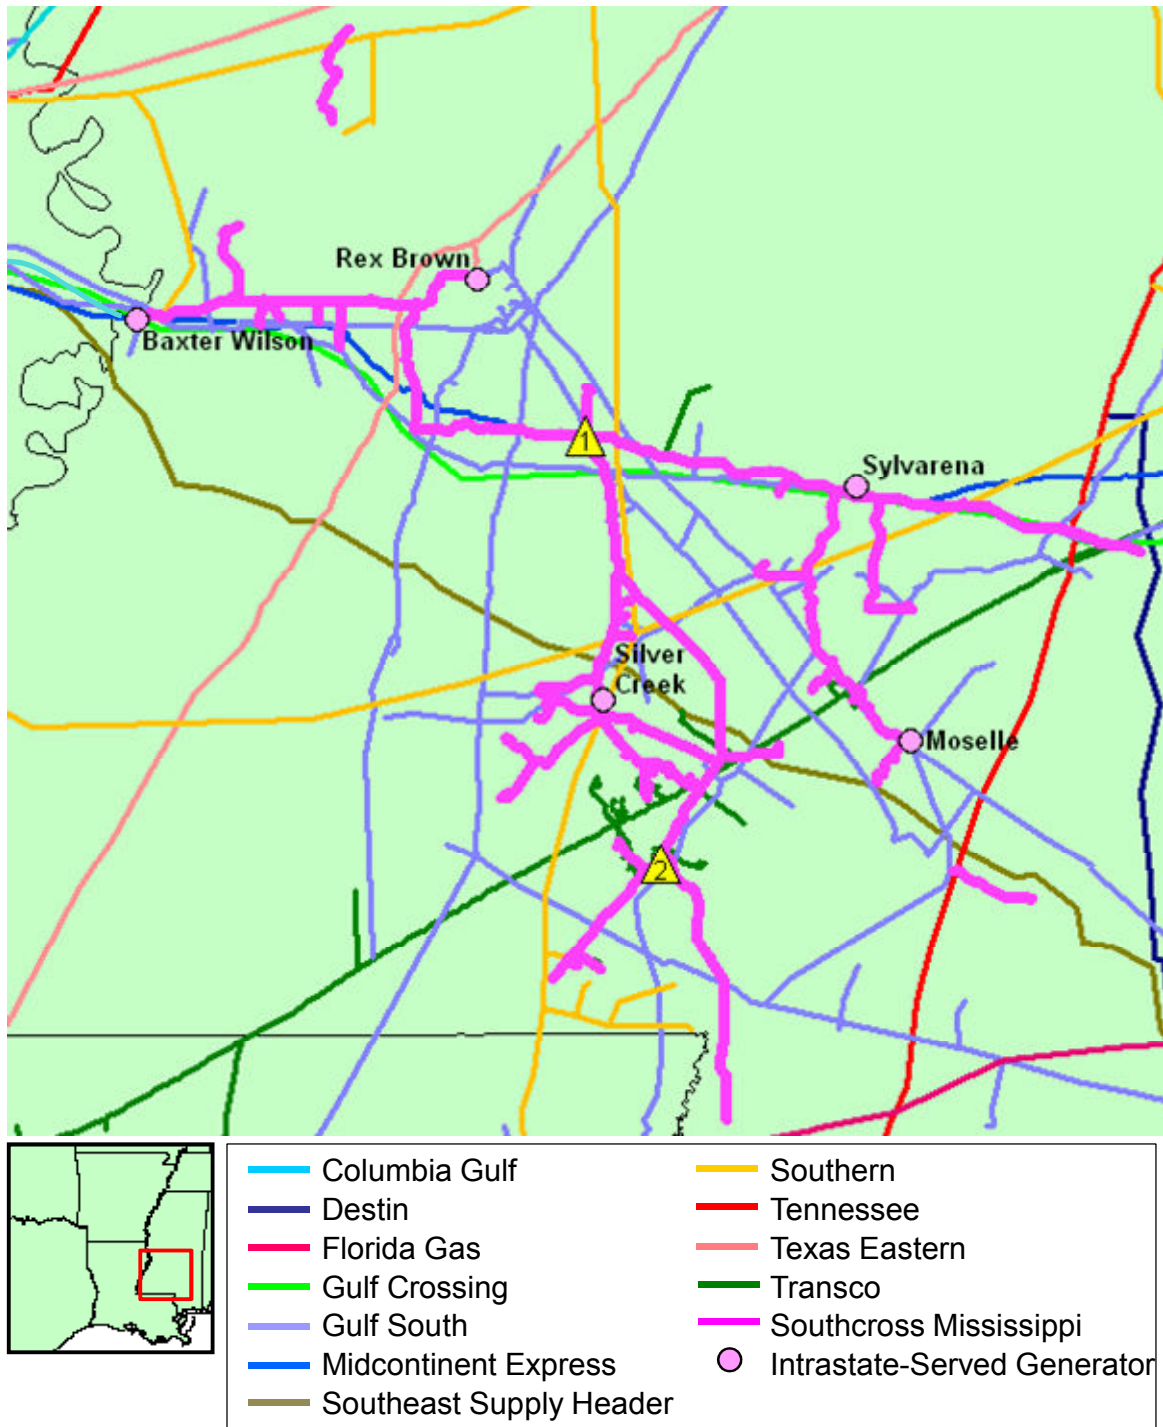 Rex Brown
Baxter Wilson
1
Sylvarena
Silver
Creek
Moselle
2
Columbia Gulf
Destin
Florida Gas
Gulf Crossing
Gulf South
Midcontinent Express
Southeast Supply Header
Southern
Tennessee
Texas Eastern
Transco
Southcross Mississippi
Intrastate-Served Generator